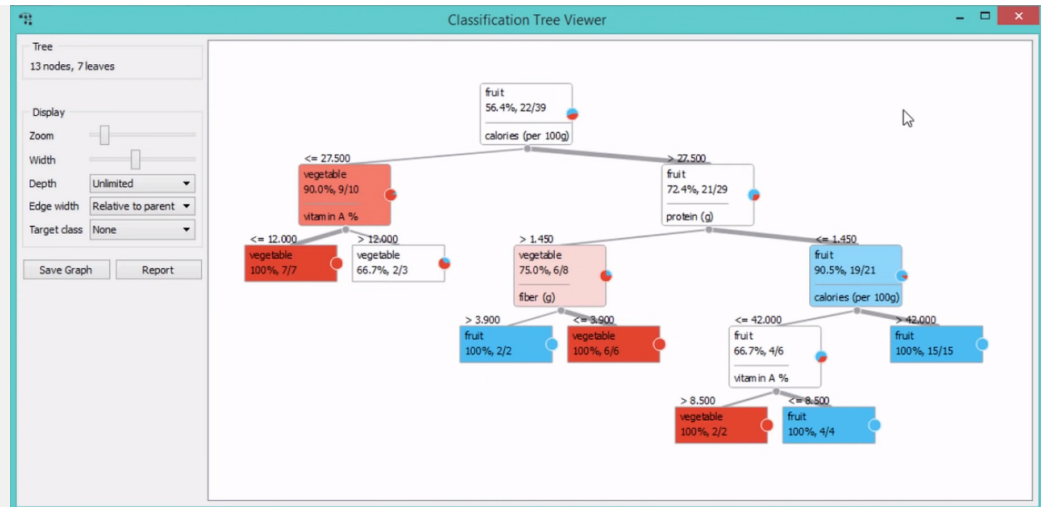 Classification Tree Viewer
Tree
13 nodes, 7 leaves
Display
Zoom
Width
Depth
Unlimited
Edge width
Relative to parent
Target class
None
Save Graph
Report
fruit
56.4%, 22/39
calories (per 100g)
<= 27.500
vegetable
90.0%, 9/10
vitamin A %
> 27.500
fruit
72.4%, 21/29
protein (g)
<= 12.000
vegetable
100%, 7/7
> 12.000
vegetable
66.7%, 2/3
> 1.450
vegetable
75.0%, 6/8
fiber (g)
<= 1.450
fruit
90.5%, 19/21
calories (per 100g)
> 3.900
fruit
100%, 2/2
<= 3.900
vegetable
100%, 6/6
<= 42.000
fruit
66.7%, 4/6
vitamin A %
> 42.000
fruit
100%, 15/15
> 8.500
vegetable
100%, 2/2
<= 8.500
fruit
100%, 4/4